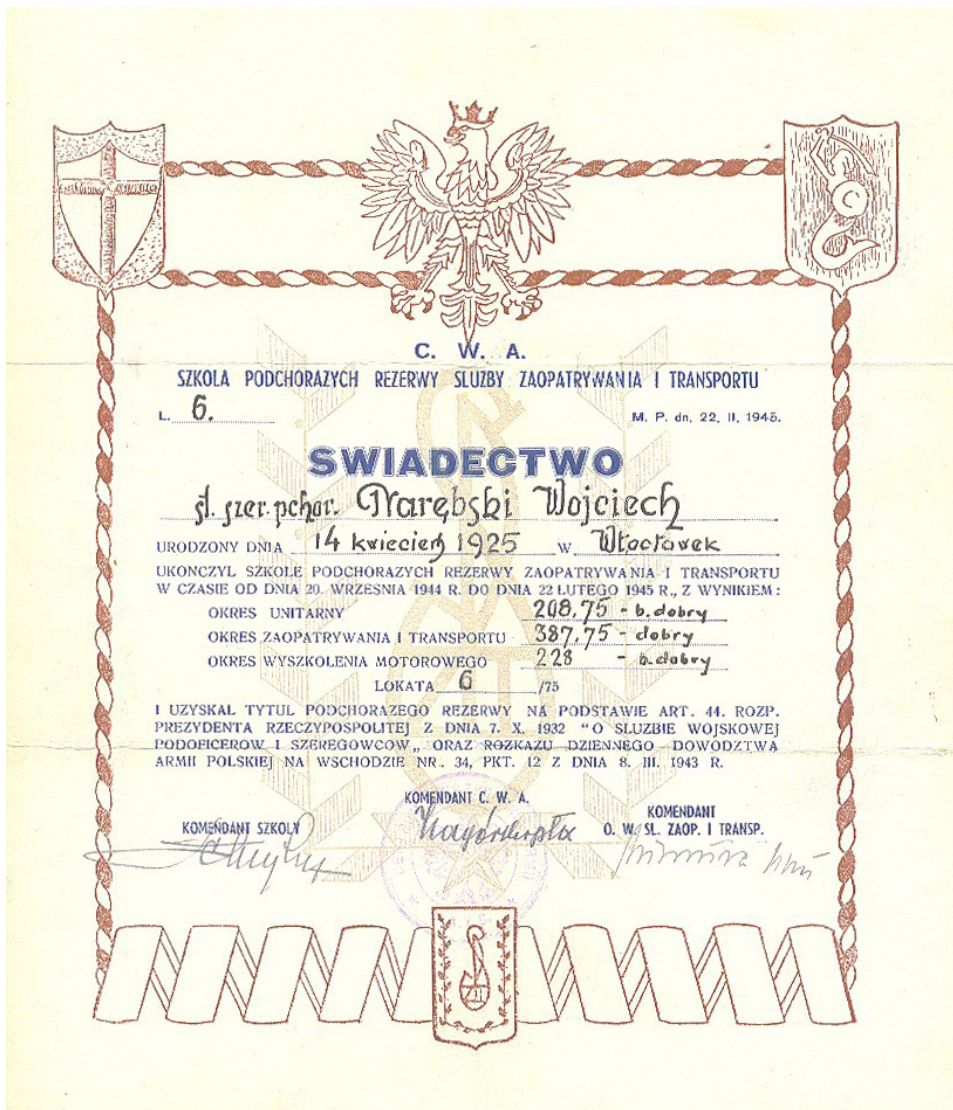 C. W. A.
SZKOLA PODCHORAZYCH REZERWY SLUZBY ZAOPATRYWANIA I TRANSPORTU
L. 6. M. P. dn. 22. II. 1945.
SWIADECTWO
st. szer. pchor. Narębski Wojciech
URODZONY DNIA 14 kwiecień 1925 w Włocławek
UKONCZYL SZKOLE PODCHORAZYCH REZERWY ZAOPATRYWANIA I TRANSPORTU
W CZASIE OD DNIA 20. WRZESNIA 1944 R. DO DNIA 22 LUTEGO 1945 R., Z WYNIKIEM :
OKRES UNITARNY 208,75 - b. dobry
OKRES ZAOPATRYWANIA I TRANSPORTU 387,75 - dobry
OKRES WYSZKOLENIA MOTOROWEGO 228 - b. dobry
LOKATA 6 /75
I UZYSKAL TYTUL PODCHORAZEGO REZERWY NA PODSTAWIE ART. 44. ROZP.
PREZYDENTA RZECZYPOSPOLITEJ Z DNIA 7. X. 1932 "O SLUZBIE WOJSKOWEJ
PODOFICEROW I SZEREGOWCOW„ ORAZ ROZKAZU DZIENNEGO DOWODZTWA
ARMII POLSKIEJ NA WSCHODZIE NR. 34, PKT. 12 Z DNIA 8. III. 1943 R.
KOMENDANT SZKOLY
KOMENDANT C. W. A.
KOMENDANT
O. W. SL. ZAOP. I TRANSP.